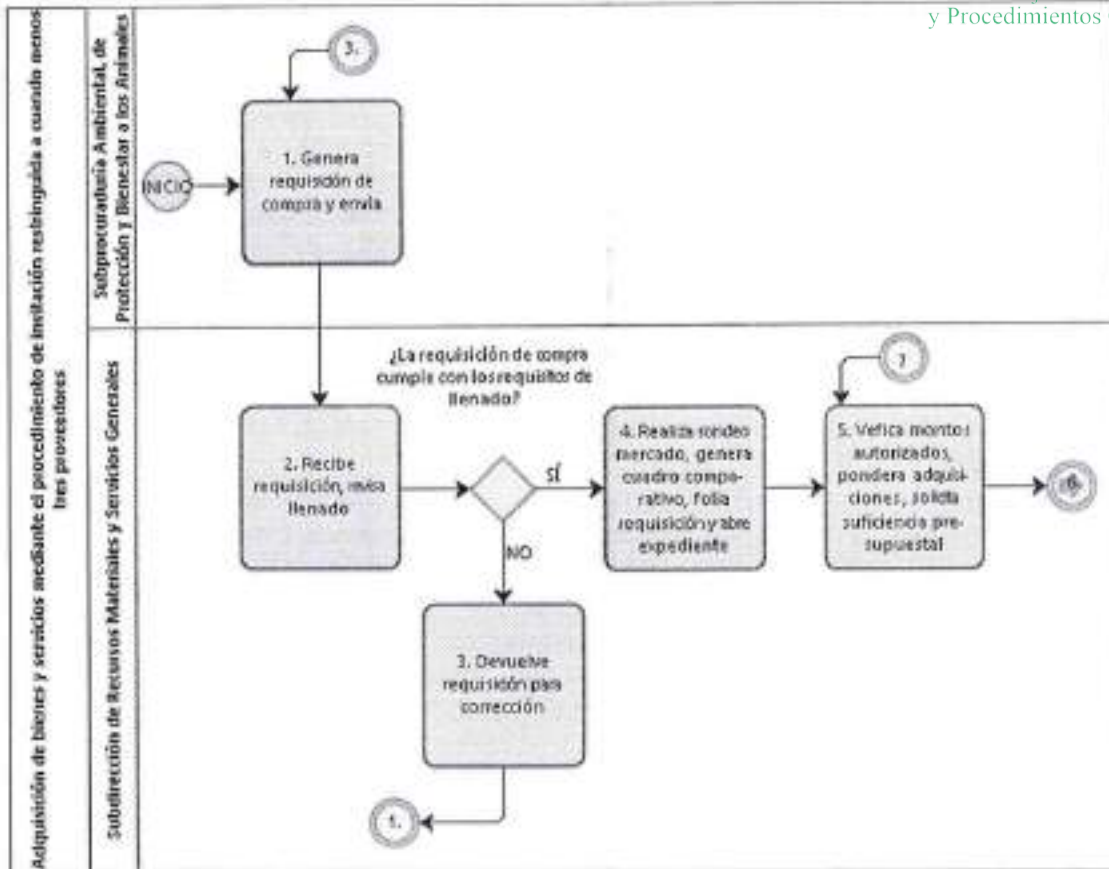 y Procedimientos
Adquisición de bienes y servicios mediante el procedimiento de invitación restringida a cuando menos
tres proveedores
Subprocuraduría Ambiental, de
Protección y Bienestar a los Animales
3.
INICIO
1. Genera
requisición de
compra y envía
Subdirección de Recursos Materiales y Servicios Generales
¿La requisición de compra
cumple con los requisitos de
llenado?
7
2. Recibe
requisición, revisa
llenado
SÍ
NO
4. Realiza sondeo
mercado, genera
cuadro compa-
rativo, folia
requisición y abre
expediente
5. Vefica montos
autorizados,
pondera adquisi-
ciones, solicita
suficiencia pre-
supuestal
6.
3. Devuelve
requisición para
corrección
1.